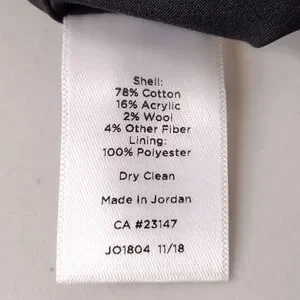 Shell:
78% Cotton
16% Acrylic
2% Wool
4% Other Fiber
Lining:
100% Polyester
Dry Clean
Made In Jordan
CA #23147
JO1804 11/18